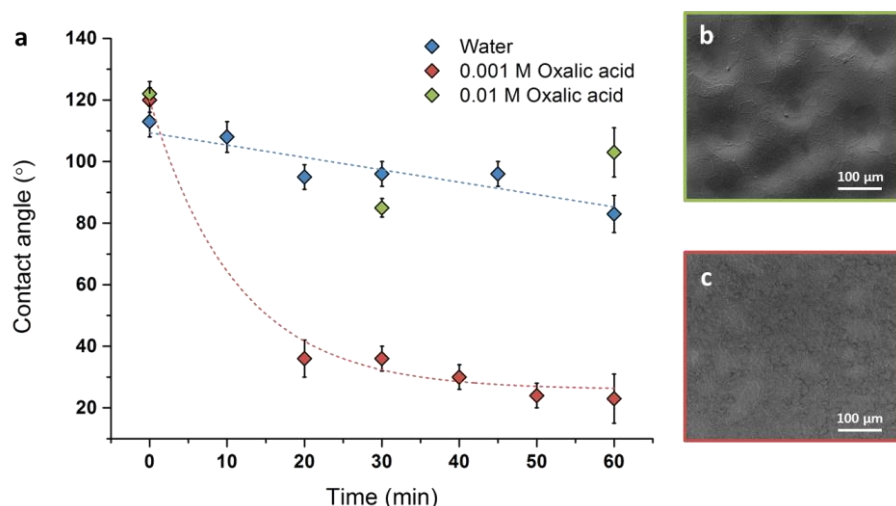 a
140
120
100
80
60
40
20
0 10 20 30 40 50 60
Contact angle (°)
Time (min)
Water
0.001 M Oxalic acid
0.01 M Oxalic acid
b
100 µm
c
100 µm